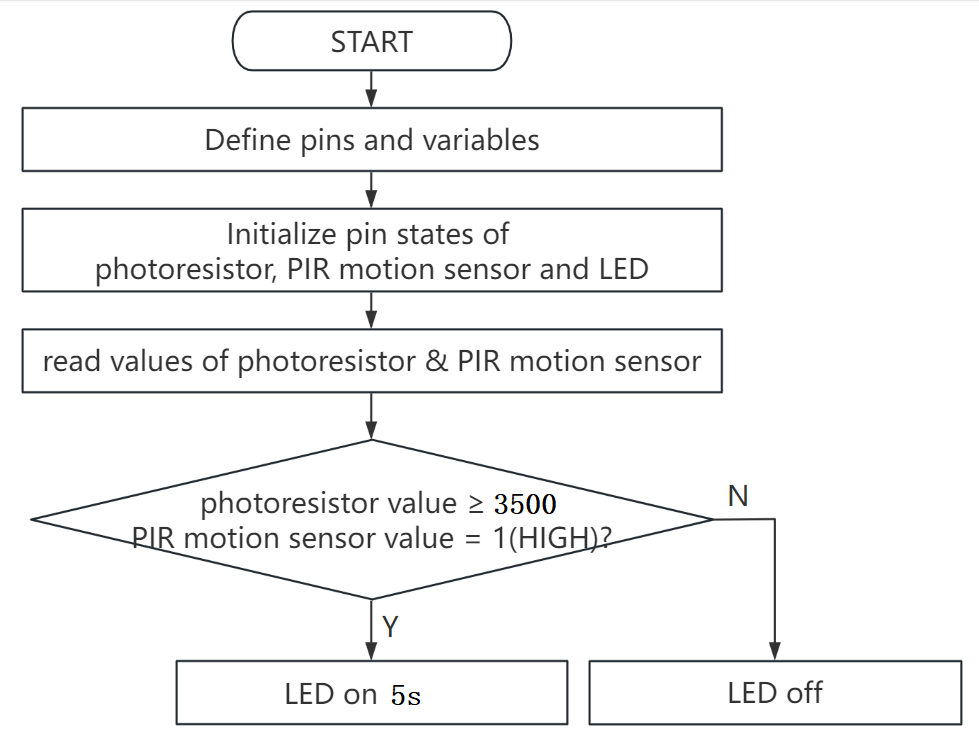 START
Define pins and variables
Initialize pin states of
photoresistor, PIR motion sensor and LED
read values of photoresistor & PIR motion sensor
photoresistor value ≥ 3500
PIR motion sensor value = 1(HIGH)?
N
Y
LED on 5s
LED off